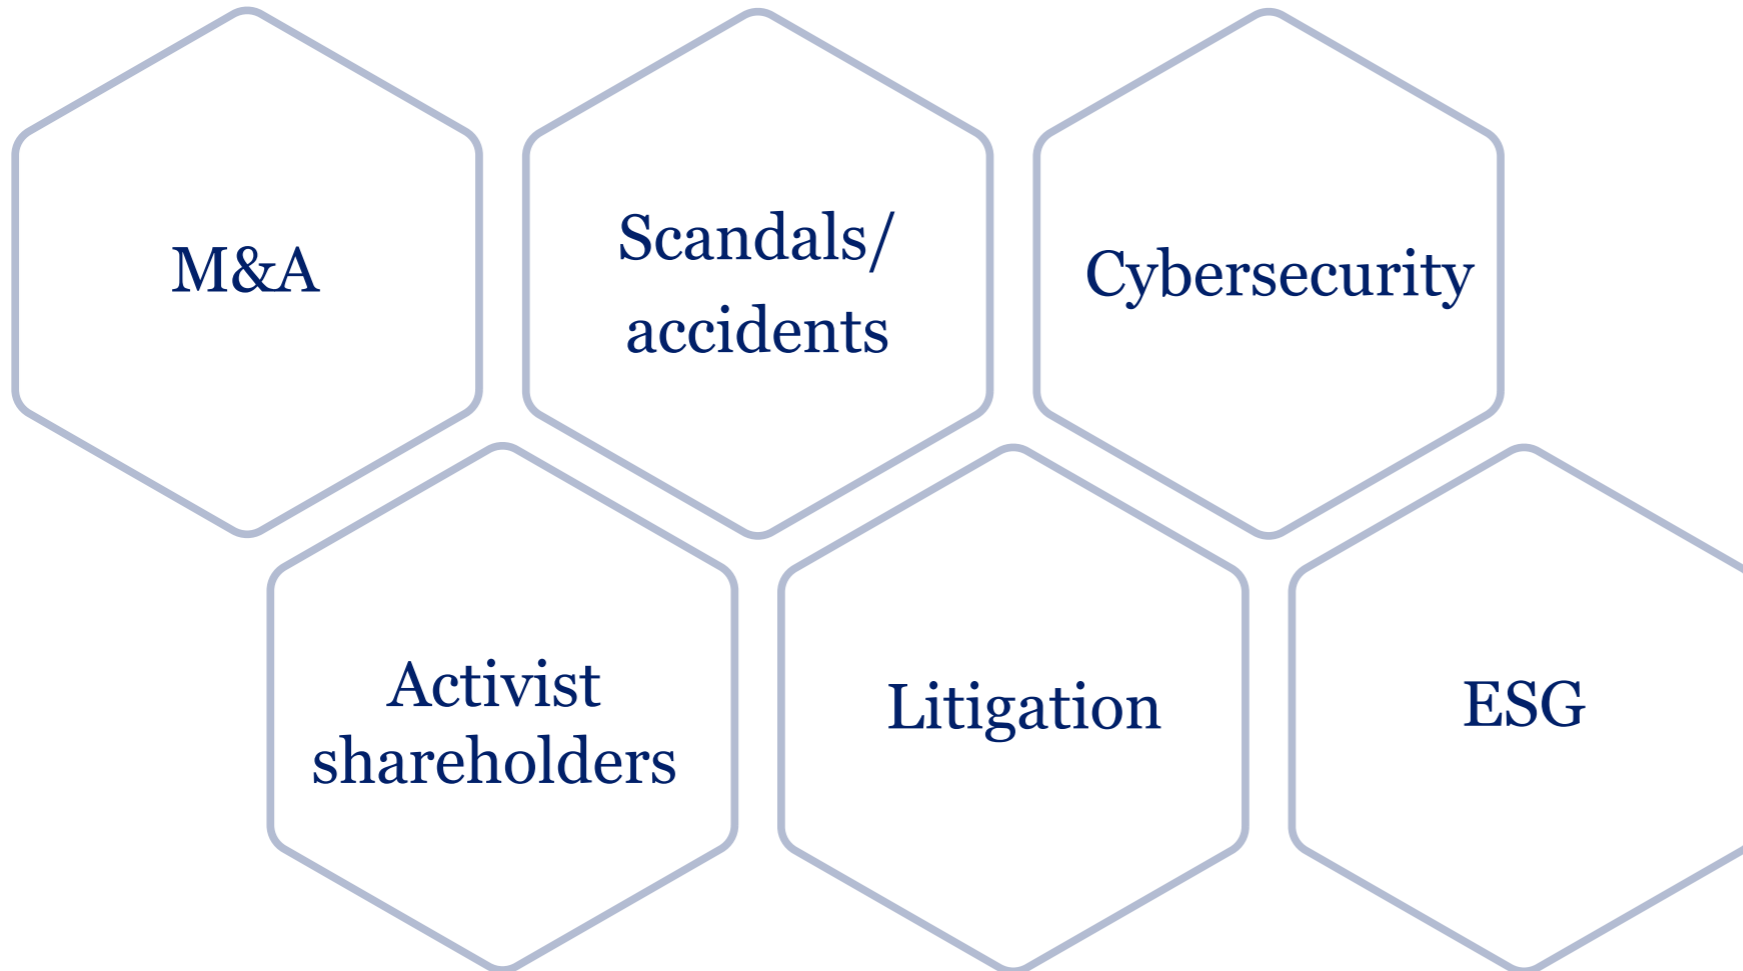 M&A
Scandals/
accidents
Cybersecurity
Activist
shareholders
Litigation
ESG